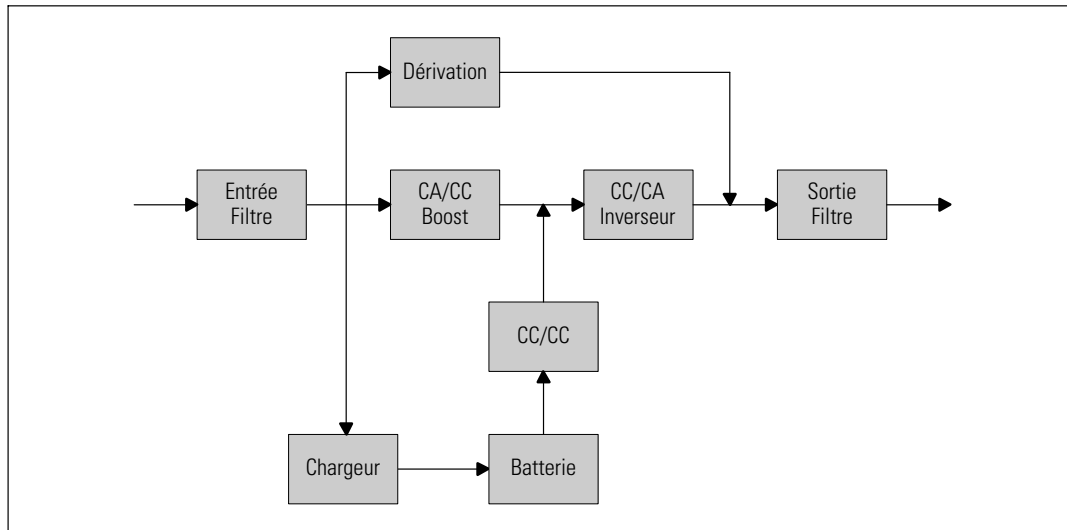 Dérivation
Entrée
Filtre
CA/CC
Boost
CC/CA
Inverseur
Sortie
Filtre
CC/CC
Chargeur
Batterie